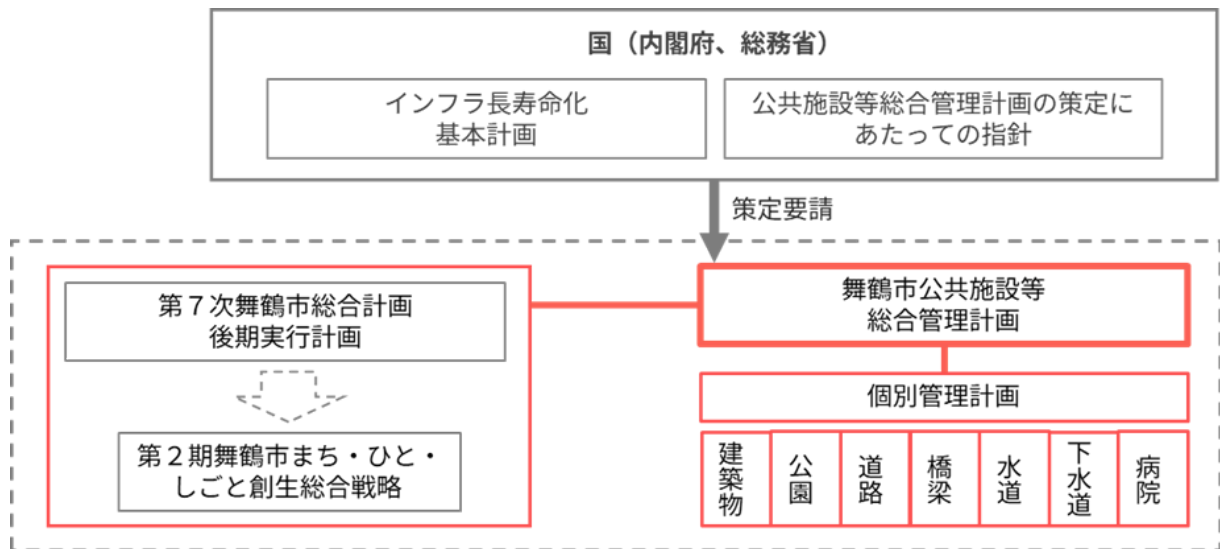 国（内閣府、総務省）
インフラ長寿命化
基本計画
公共施設等総合管理計画の策定に
あたっての指針
策定要請
第７次舞鶴市総合計画
後期実行計画
第２期舞鶴市まち・ひと・
しごと創生総合戦略
舞鶴市公共施設等
総合管理計画
個別管理計画
建築物
公園
道路
橋梁
水道
下水道
病院